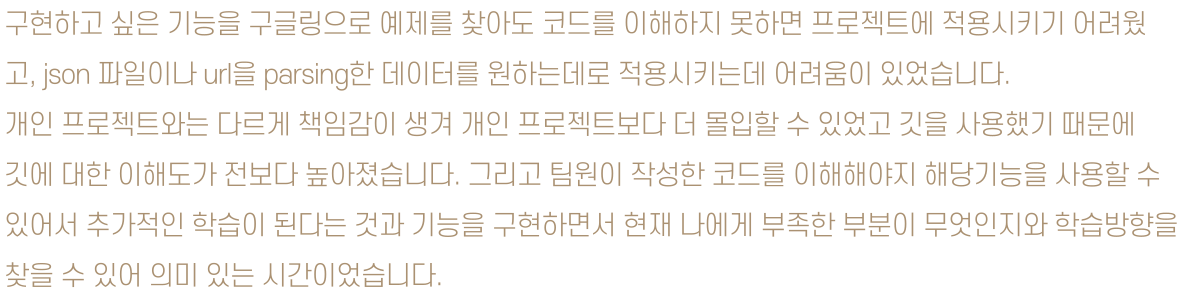 구현하고 싶은 기능을 구글링으로 예제를 찾아도 코드를 이해하지 못하면 프로젝트에 적용시키기 어려웠
고, json 파일이나 url을 parsing한 데이터를 원하는데로 적용시키는데 어려움이 있었습니다.
개인 프로젝트와는 다르게 책임감이 생겨 개인 프로젝트보다 더 몰입할 수 있었고 깃을 사용했기 때문에
깃에 대한 이해도가 전보다 높아졌습니다. 그리고 팀원이 작성한 코드를 이해해야지 해당기능을 사용할 수
있어서 추가적인 학습이 된다는 것과 기능을 구현하면서 현재 나에게 부족한 부분이 무엇인지와 학습방향을
찾을 수 있어 의미 있는 시간이었습니다.